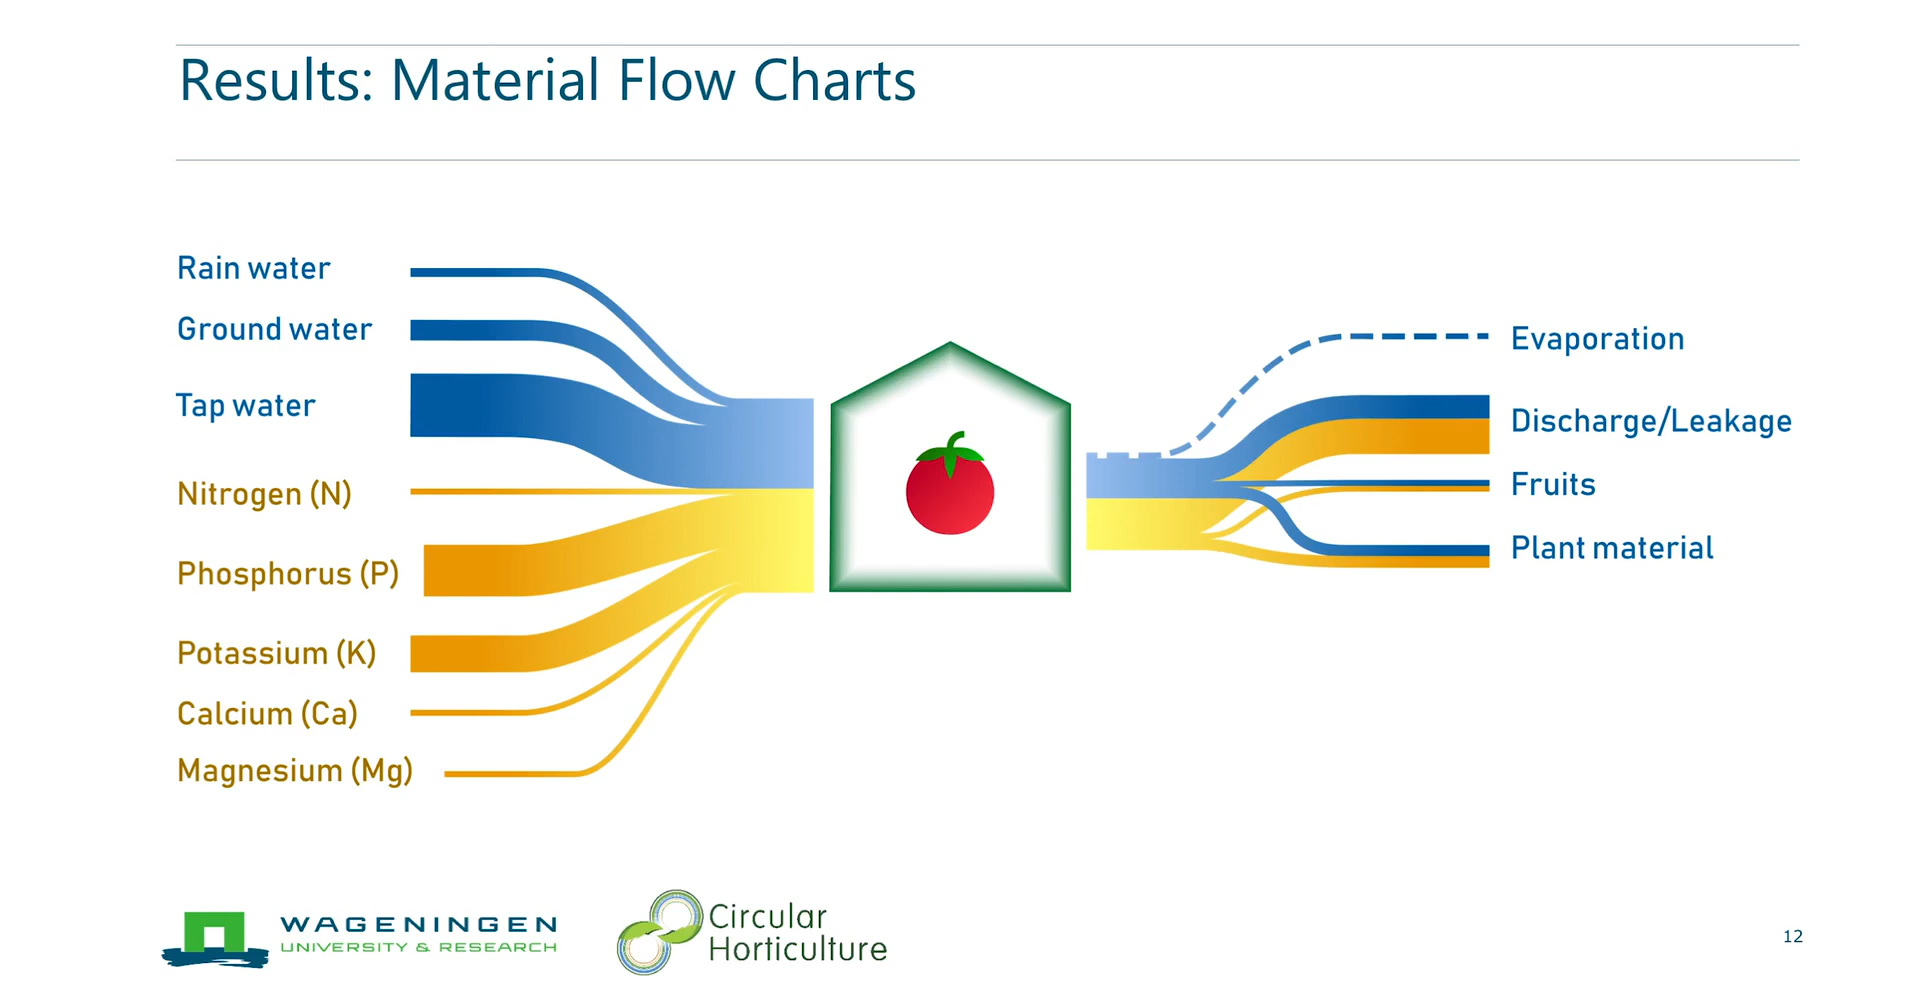 Results: Material Flow Charts
Rain water
Ground water
Tap water
Nitrogen (N)
Phosphorus (P)
Potassium (K)
Calcium (Ca)
Magnesium (Mg)
Evaporation
Discharge/Leakage
Fruits
Plant material
WAGENINGEN
UNIVERSITY & RESEARCH
Circular
Horticulture
12